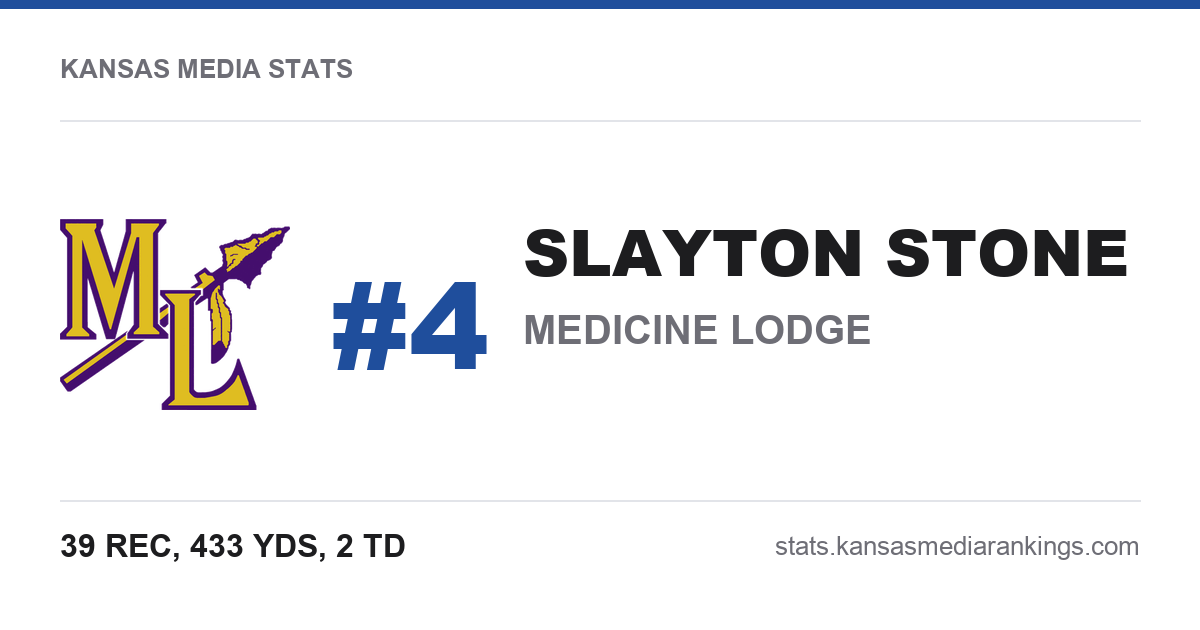 KANSAS MEDIA STATS
ML
#4
SLAYTON STONE
MEDICINE LODGE
39 REC, 433 YDS, 2 TD
stats.kansasmediarankings.com